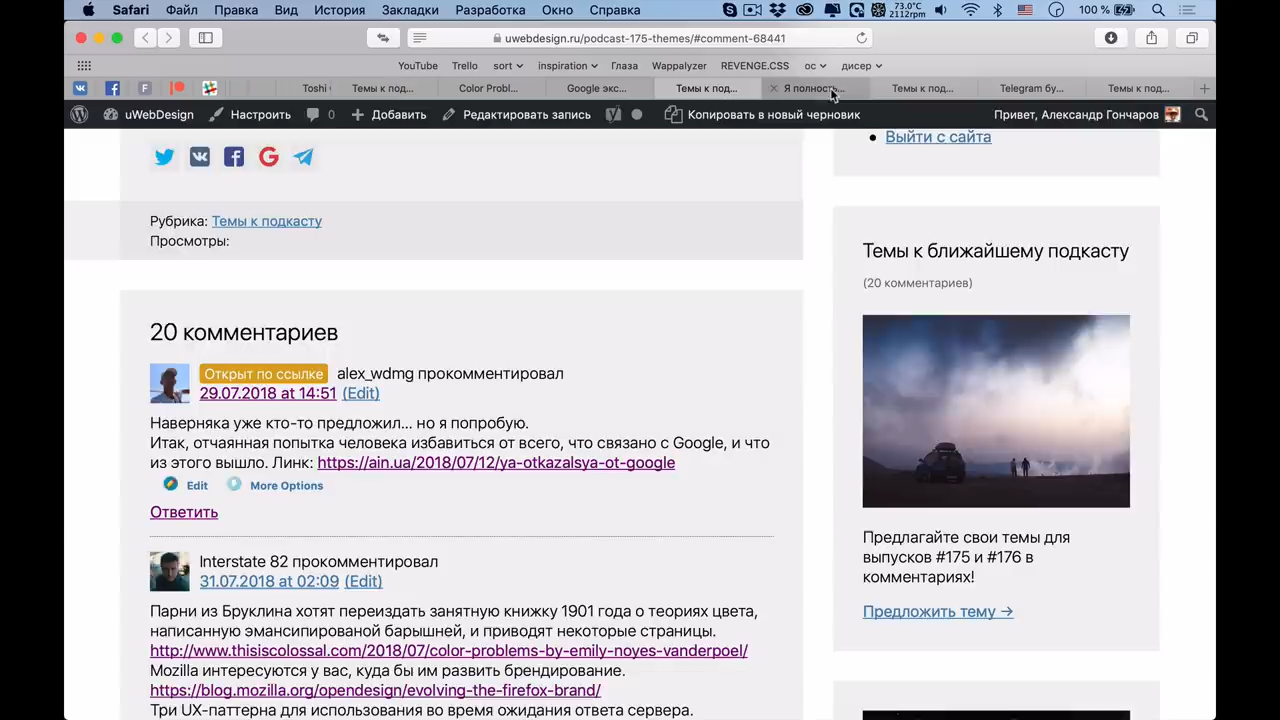 Safari Файл Правка Вид История Закладки Разработка Окно Справка 73.0°C 2112rpm 100 %
uwebdesign.ru/podcast-175-themes/#comment-68441
YouTube Trello sort inspiration Глаза Wappalyzer REVENGE.CSS ос дисер
Toshi Темы к под... Color Probl... Google экс... Темы к под... Я полность... Темы к под... Telegram бу... Темы к под...
uWebDesign Настроить 0 Добавить Редактировать запись Копировать в новый черновик Привет, Александр Гончаров
Выйти с сайта
Рубрика: Темы к подкасту
Просмотры:
20 комментариев
Открыт по ссылке alex_wdmg прокомментировал
29.07.2018 at 14:51 (Edit)
Наверняка уже кто-то предложил... но я попробую.
Итак, отчаянная попытка человека избавиться от всего, что связано с Google, и что
из этого вышло. Линк: https://ain.ua/2018/07/12/ya-otkazalsya-ot-google
Edit More Options
Ответить
Interstate 82 прокомментировал
31.07.2018 at 02:09 (Edit)
Парни из Бруклина хотят переиздать занятную книжку 1901 года о теориях цвета,
написанную эмансипированой барышней, и приводят некоторые страницы.
http://www.thisiscolossal.com/2018/07/color-problems-by-emily-noyes-vanderpoel/
Mozilla интересуются у вас, куда бы им развить брендирование.
https://blog.mozilla.org/opendesign/evolving-the-firefox-brand/
Три UX-паттерна для использования во время ожидания ответа сервера.
Темы к ближайшему подкасту
(20 комментариев)
Предлагайте свои темы для
выпусков #175 и #176 в
комментариях!
Предложить тему →